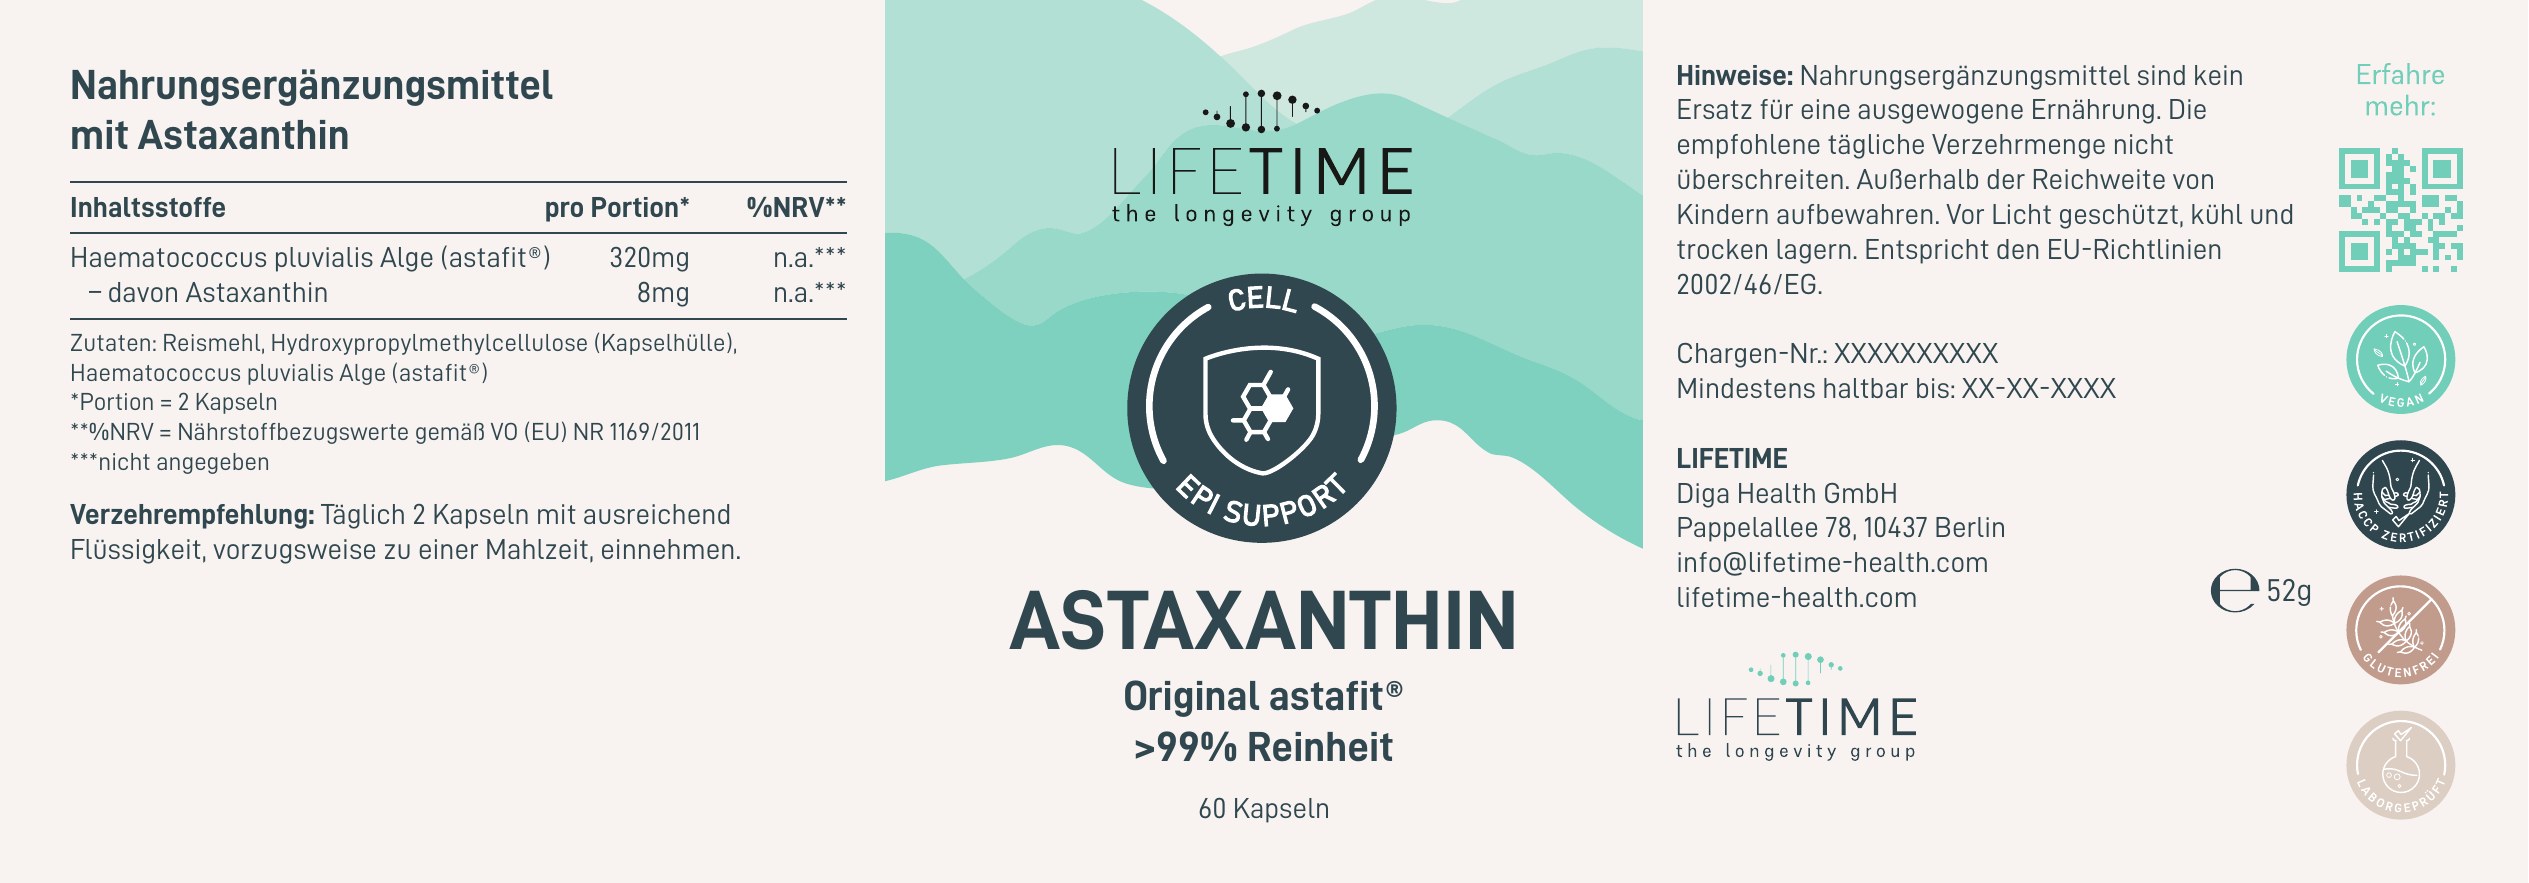 Nahrungsergänzungsmittel
mit Astaxanthin
Inhaltsstoffe pro Portion* %NRV**
Haematococcus pluvialis Alge (astafit®) 320mg n.a.***
– davon Astaxanthin 8mg n.a.***
Zutaten: Reismehl, Hydroxypropylmethylcellulose (Kapselhülle),
Haematococcus pluvialis Alge (astafit®)
*Portion = 2 Kapseln
**%NRV = Nährstoffbezugswerte gemäß VO (EU) NR 1169/2011
***nicht angegeben
Verzehrempfehlung: Täglich 2 Kapseln mit ausreichend
Flüssigkeit, vorzugsweise zu einer Mahlzeit, einnehmen.
LIFETIME
the longevity group
CELL
EPI SUPPORT
ASTAXANTHIN
Original astafit®
>99% Reinheit
60 Kapseln
Hinweise: Nahrungsergänzungsmittel sind kein
Ersatz für eine ausgewogene Ernährung. Die
empfohlene tägliche Verzehrmenge nicht
überschreiten. Außerhalb der Reichweite von
Kindern aufbewahren. Vor Licht geschützt, kühl und
trocken lagern. Entspricht den EU-Richtlinien
2002/46/EG.
Chargen-Nr.: XXXXXXXXXX
Mindestens haltbar bis: XX-XX-XXXX
LIFETIME
Diga Health GmbH
Pappelallee 78, 10437 Berlin
info@lifetime-health.com
lifetime-health.com
℮ 52g
LIFETIME
the longevity group
Erfahre
mehr:
VEGAN
HACCP ZERTIFIZIERT
GLUTENFREI
LABORGEPRÜFT